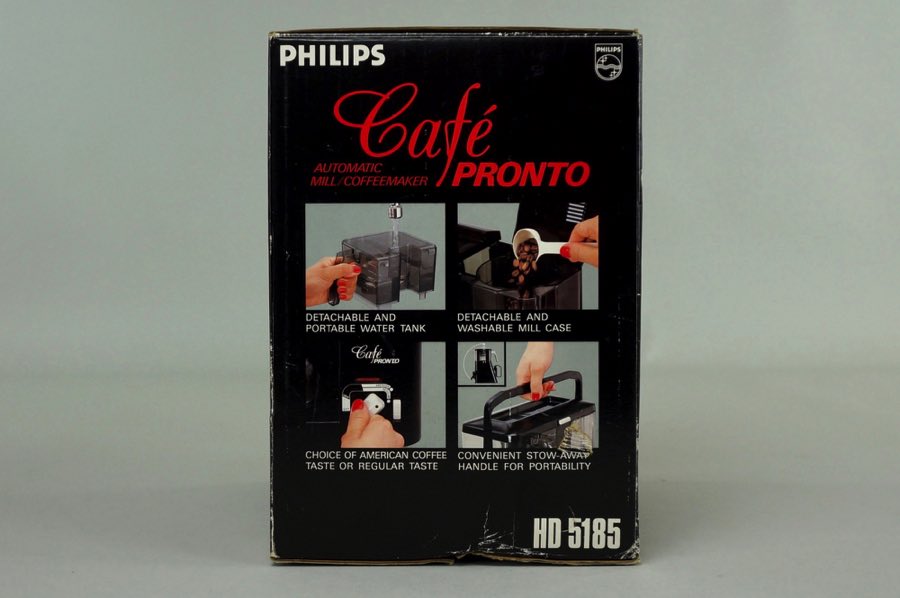 PHILIPS
PHILIPS
Café
AUTOMATIC
MILL/COFFEEMAKER
PRONTO
DETACHABLE AND
PORTABLE WATER TANK
DETACHABLE AND
WASHABLE MILL CASE
Café
PRONTO
CHOICE OF AMERICAN COFFEE
TASTE OR REGULAR TASTE
CONVENIENT STOW-AWAY
HANDLE FOR PORTABILITY
HD 5185